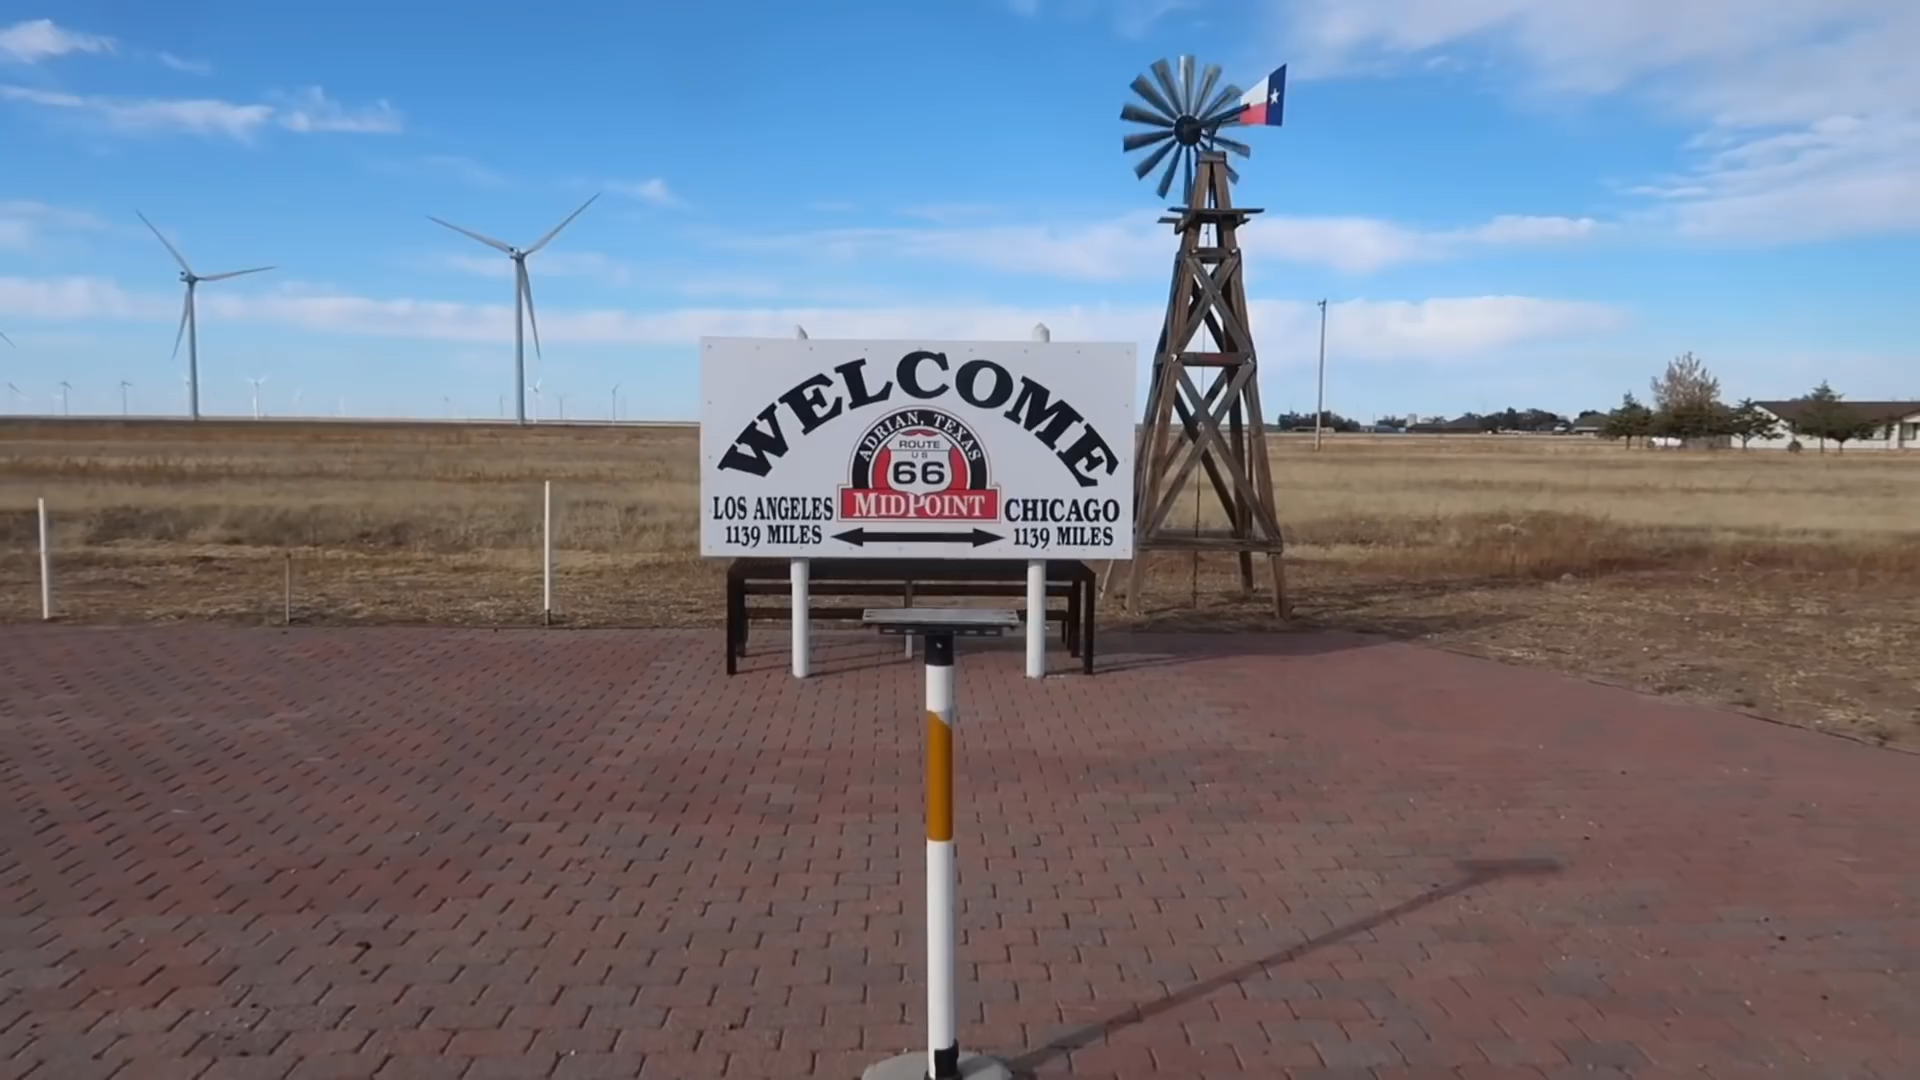 WELCOME
ADRIAN, TEXAS
ROUTE
US
66
MIDPOINT
LOS ANGELES
1139 MILES
CHICAGO
1139 MILES